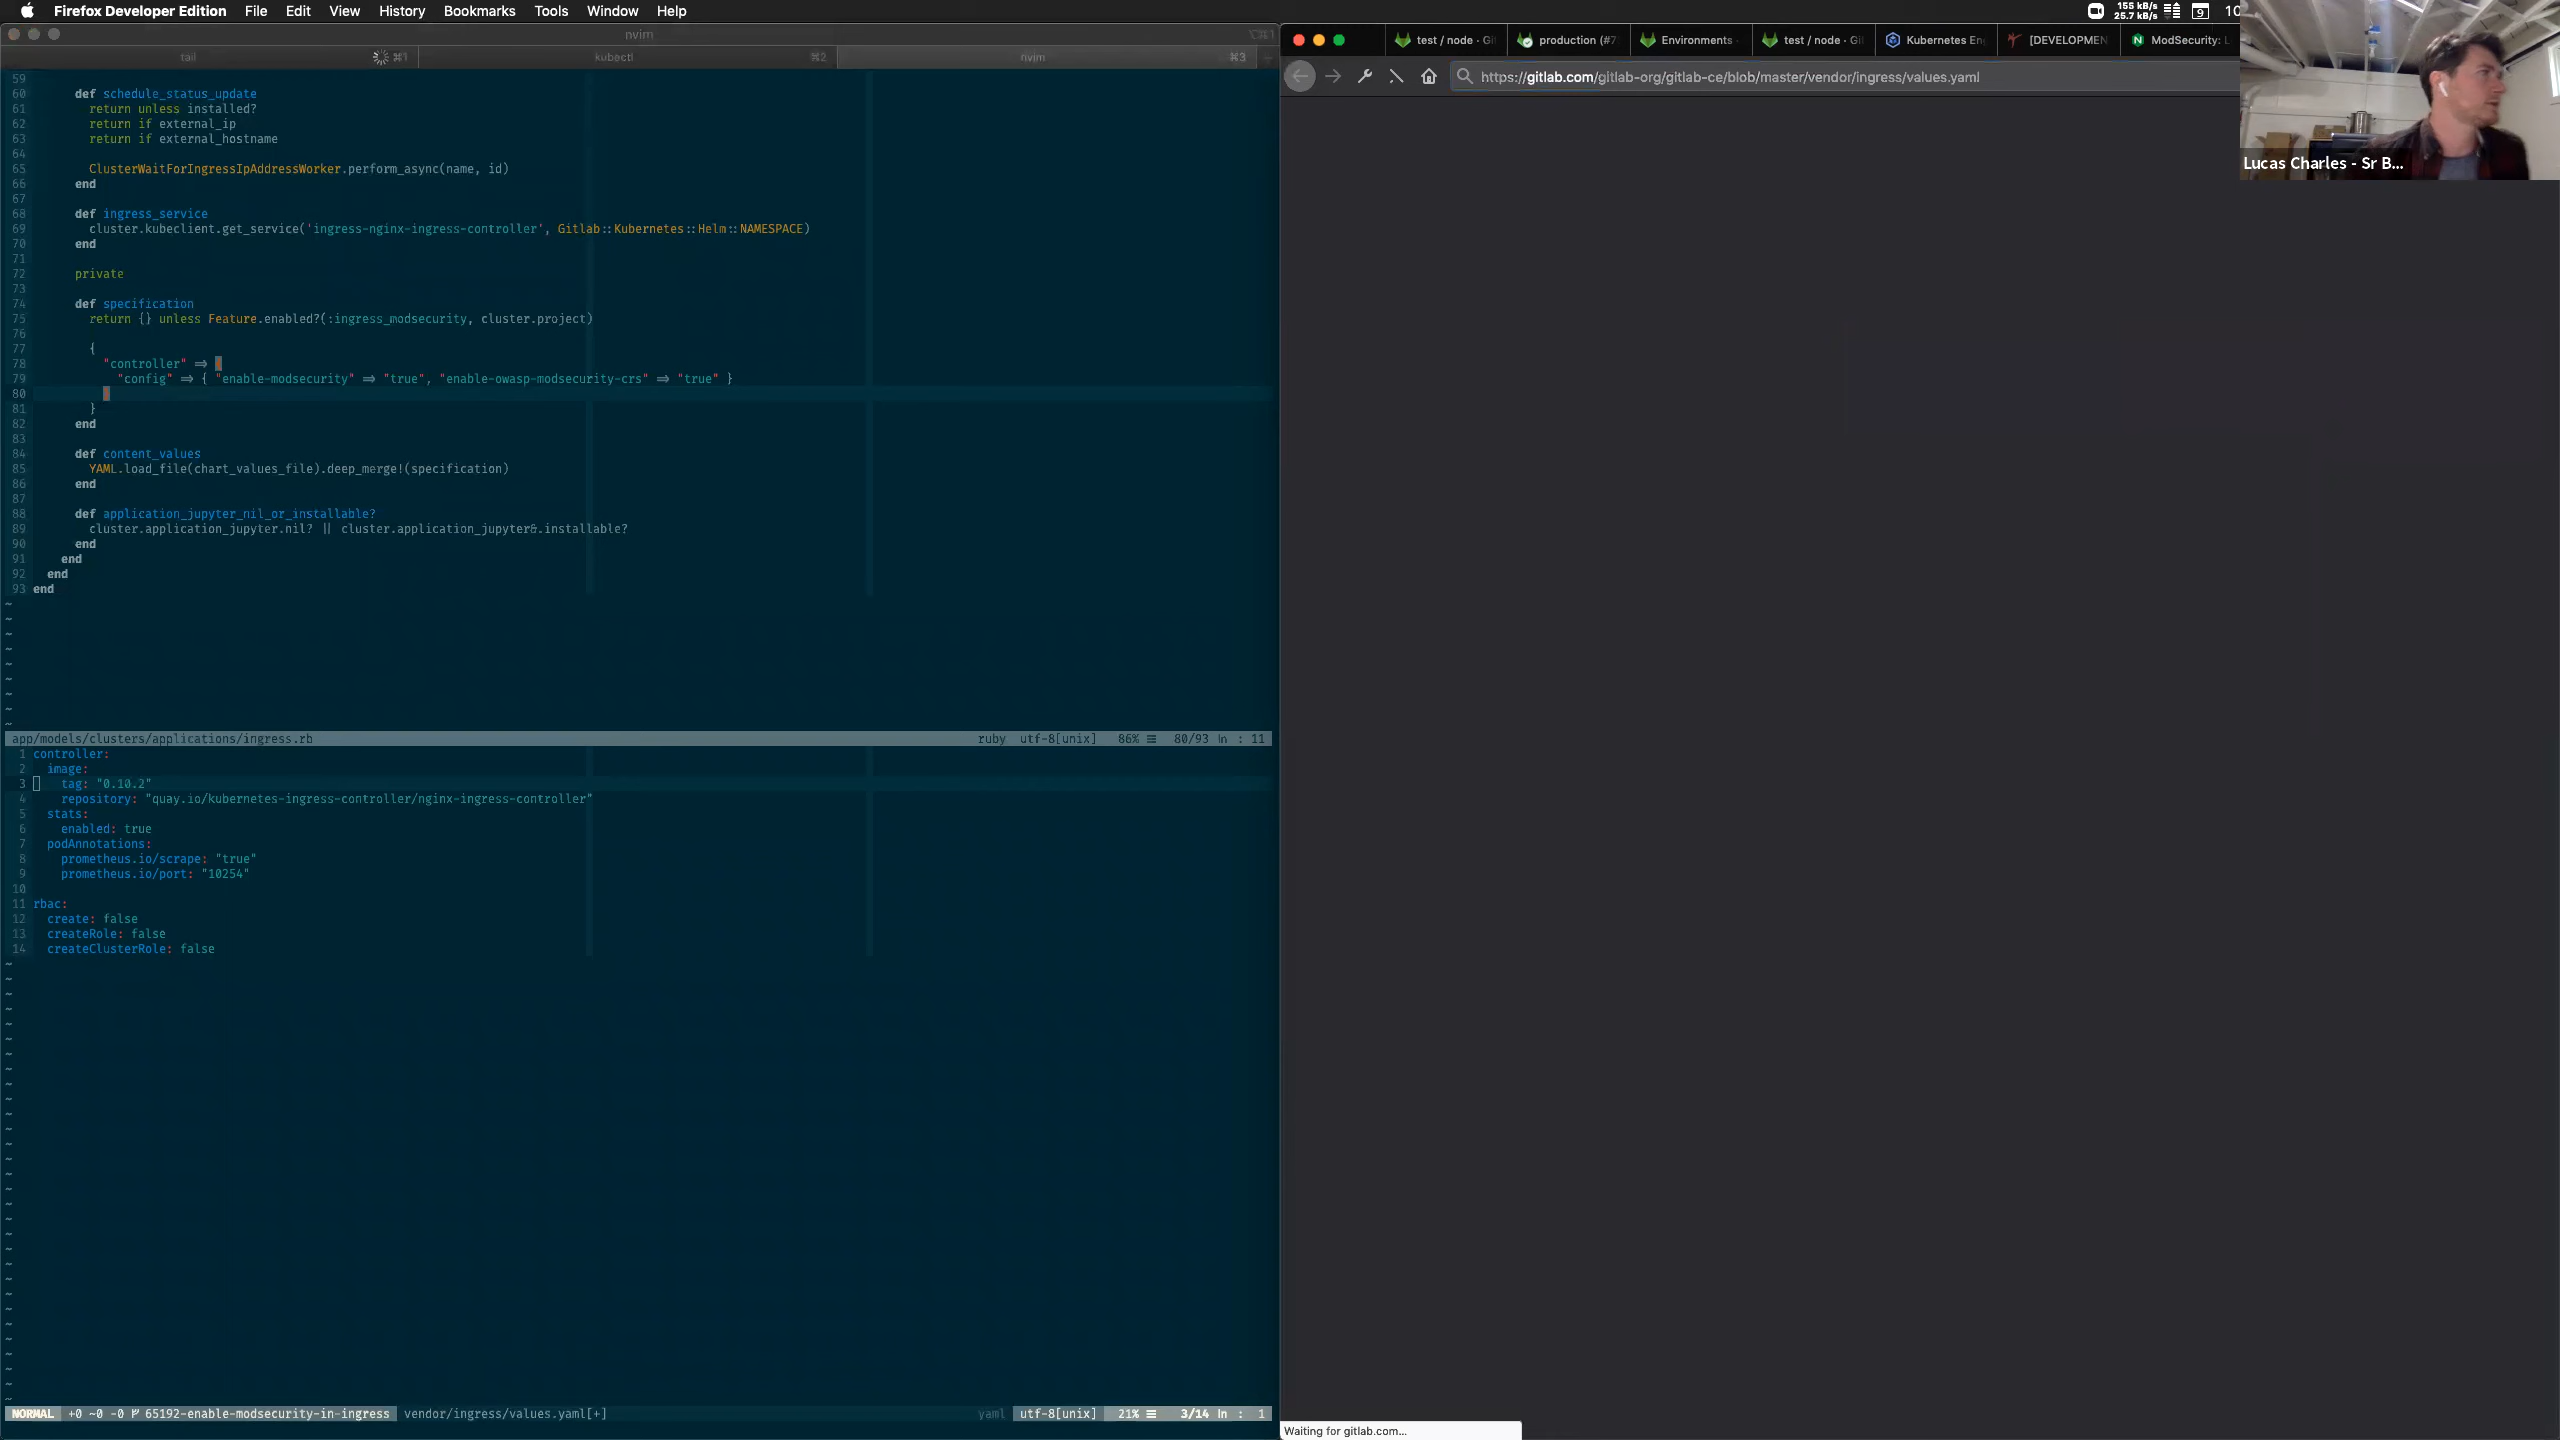 Firefox Developer Edition File Edit View History Bookmarks Tools Window Help
155 kB/s
25.7 kB/s
9
10
nvim
⌥⌘1
tail ⌘1 kubectl ⌘2 nvim ⌘3
59
60 def schedule_status_update
61 return unless installed?
62 return if external_ip
63 return if external_hostname
64
65 ClusterWaitForIngressIpAddressWorker.perform_async(name, id)
66 end
67
68 def ingress_service
69 cluster.kubeclient.get_service('ingress-nginx-ingress-controller', Gitlab::Kubernetes::Helm::NAMESPACE)
70 end
71
72 private
73
74 def specification
75 return {} unless Feature.enabled?(:ingress_modsecurity, cluster.project)
76
77 {
78 "controller" => {
79 "config" => { "enable-modsecurity" => "true", "enable-owasp-modsecurity-crs" => "true" }
80 }
81 }
82 end
83
84 def content_values
85 YAML.load_file(chart_values_file).deep_merge!(specification)
86 end
87
88 def application_jupyter_nil_or_installable?
89 cluster.application_jupyter.nil? || cluster.application_jupyter&.installable?
90 end
91 end
92 end
93 end
app/models/clusters/applications/ingress.rb ruby utf-8[unix] 86% ☰ 80/93 ln : 11
1 controller:
2 image:
3 tag: "0.10.2"
4 repository: "quay.io/kubernetes-ingress-controller/nginx-ingress-controller"
5 stats:
6 enabled: true
7 podAnnotations:
8 prometheus.io/scrape: "true"
9 prometheus.io/port: "10254"
10
11 rbac:
12 create: false
13 createRole: false
14 createClusterRole: false
NORMAL +0 ~0 -0 65192-enable-modsecurity-in-ingress vendor/ingress/values.yaml[+] yaml utf-8[unix] 21% ☰ 3/14 ln : 1
test / node · Gi production (#7 Environments · test / node · Gi Kubernetes En [DEVELOPMEN ModSecurity: L
https://gitlab.com/gitlab-org/gitlab-ce/blob/master/vendor/ingress/values.yaml
Lucas Charles - Sr B...
Waiting for gitlab.com...